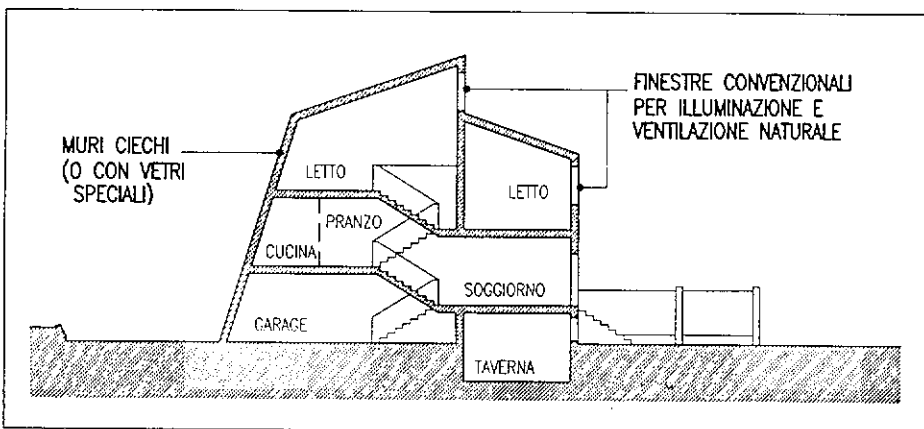 FINESTRE CONVENZIONALI
PER ILLUMINAZIONE E
VENTILAZIONE NATURALE
MURI CIECHI
(O CON VETRI
SPECIALI)
LETTO
LETTO
PRANZO
CUCINA
SOGGIORNO
GARAGE
TAVERNA